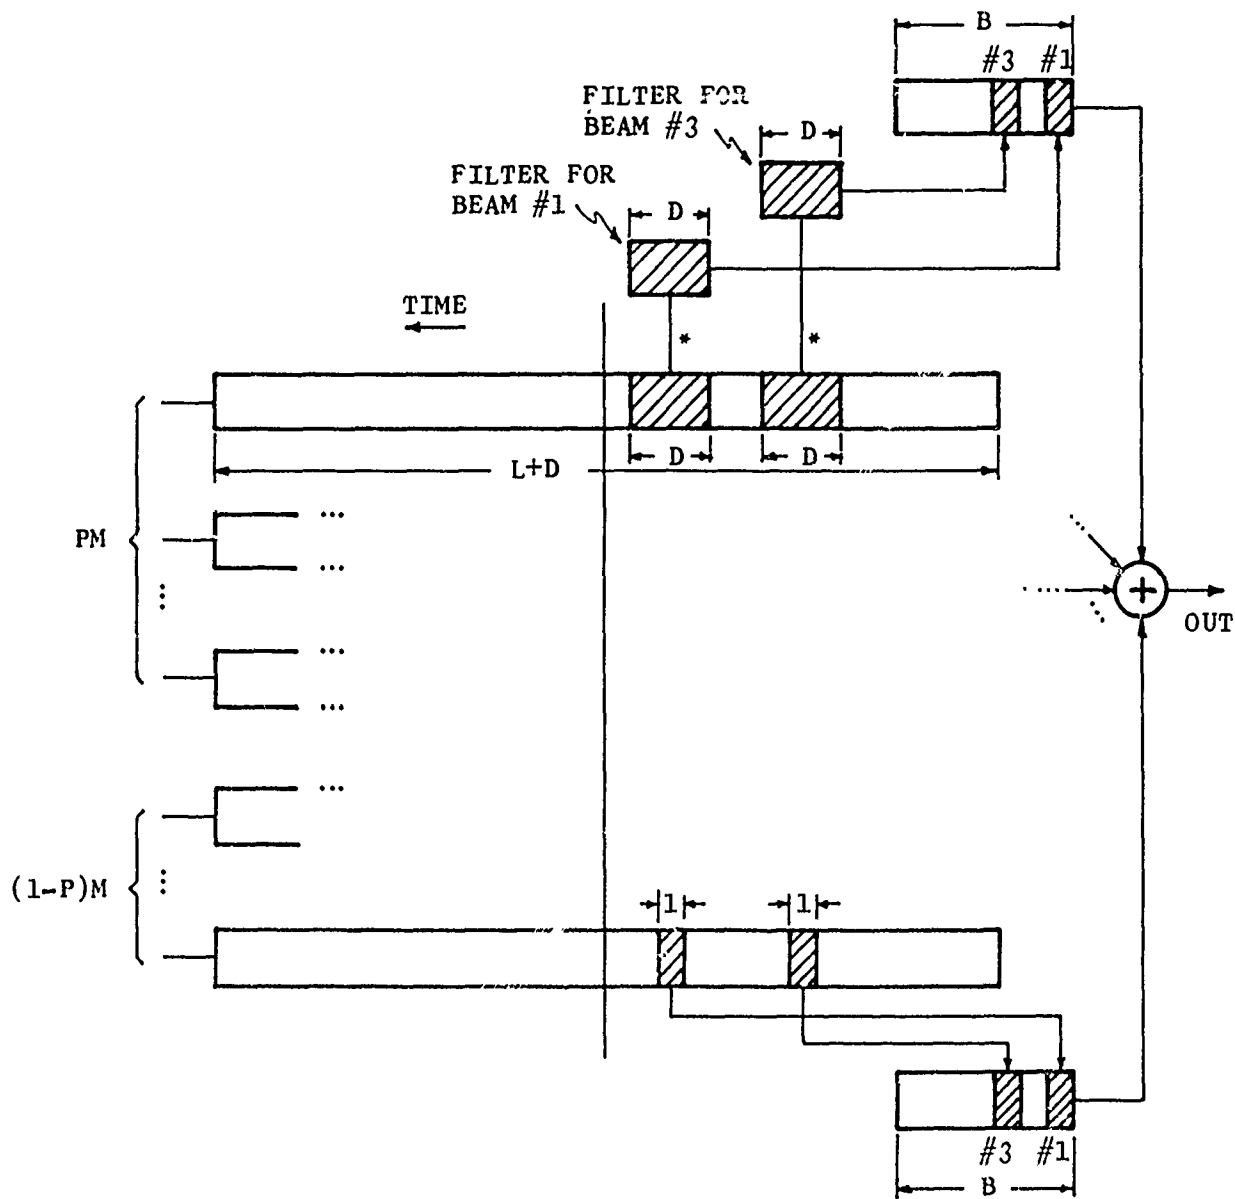 B
#3 #1
FILTER FOR
BEAM #3
D
FILTER FOR
BEAM #1
D
TIME
*
*
D
D
L+D
PM
...
...
...
...
...
...
...
+
OUT
...
...
...
(1-P)M
1
1
#3 #1
B